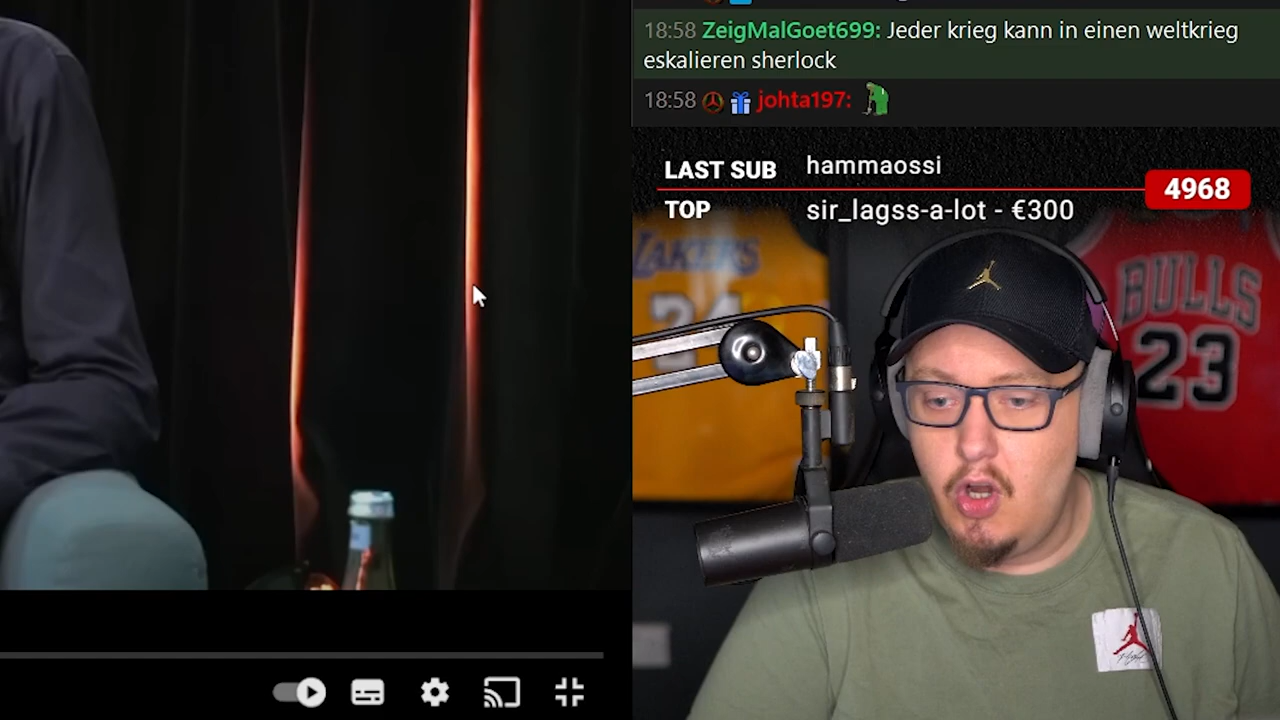 18:58 ZeigMalGoet699: Jeder krieg kann in einen weltkrieg
eskalieren sherlock
18:58 johta197:
LAST SUB hammaossi
4968
TOP sir_lagss-a-lot - €300
LAKERS
24
BULLS
23